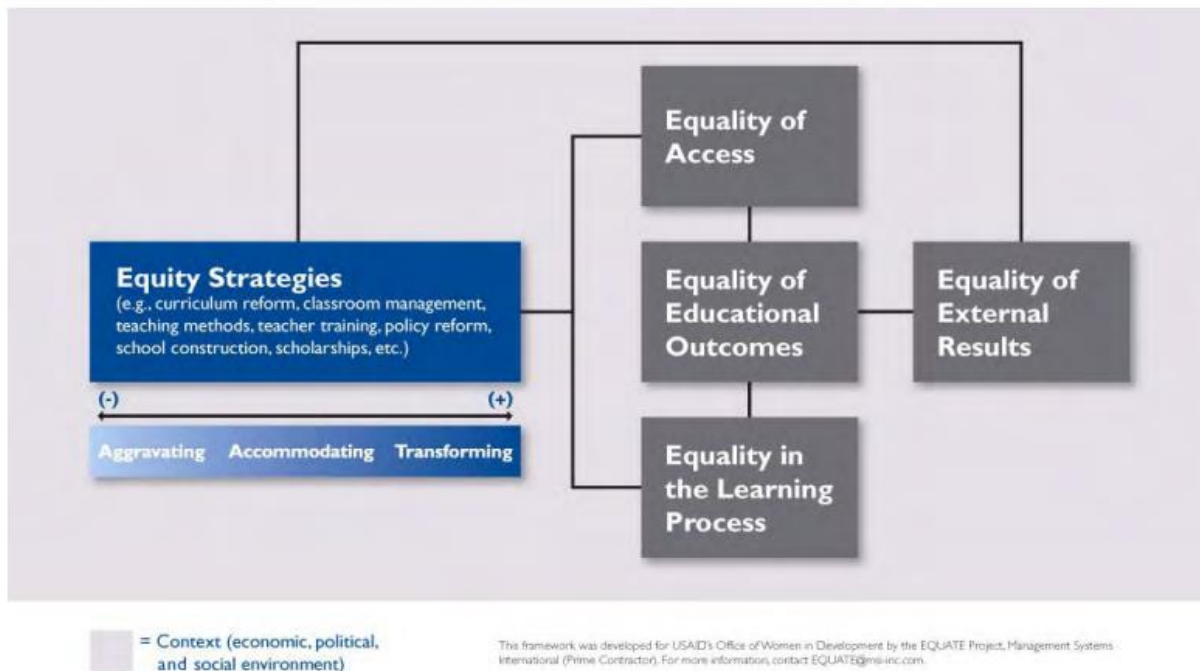 Equality of
Access
Equity Strategies
(e.g., curriculum reform, classroom management,
teaching methods, teacher training, policy reform,
school construction, scholarships, etc.)
(-)
(+)
Aggravating Accommodating Transforming
Equality of
Educational
Outcomes
Equality of
External
Results
Equality in
the Learning
Process
= Context (economic, political,
and social environment)
This framework was developed for USAID's Office of Women in Development by the EQUATE Project, Management Systems
International (Prime Contractor). For more information, contact EQUATE@msi-inc.com.